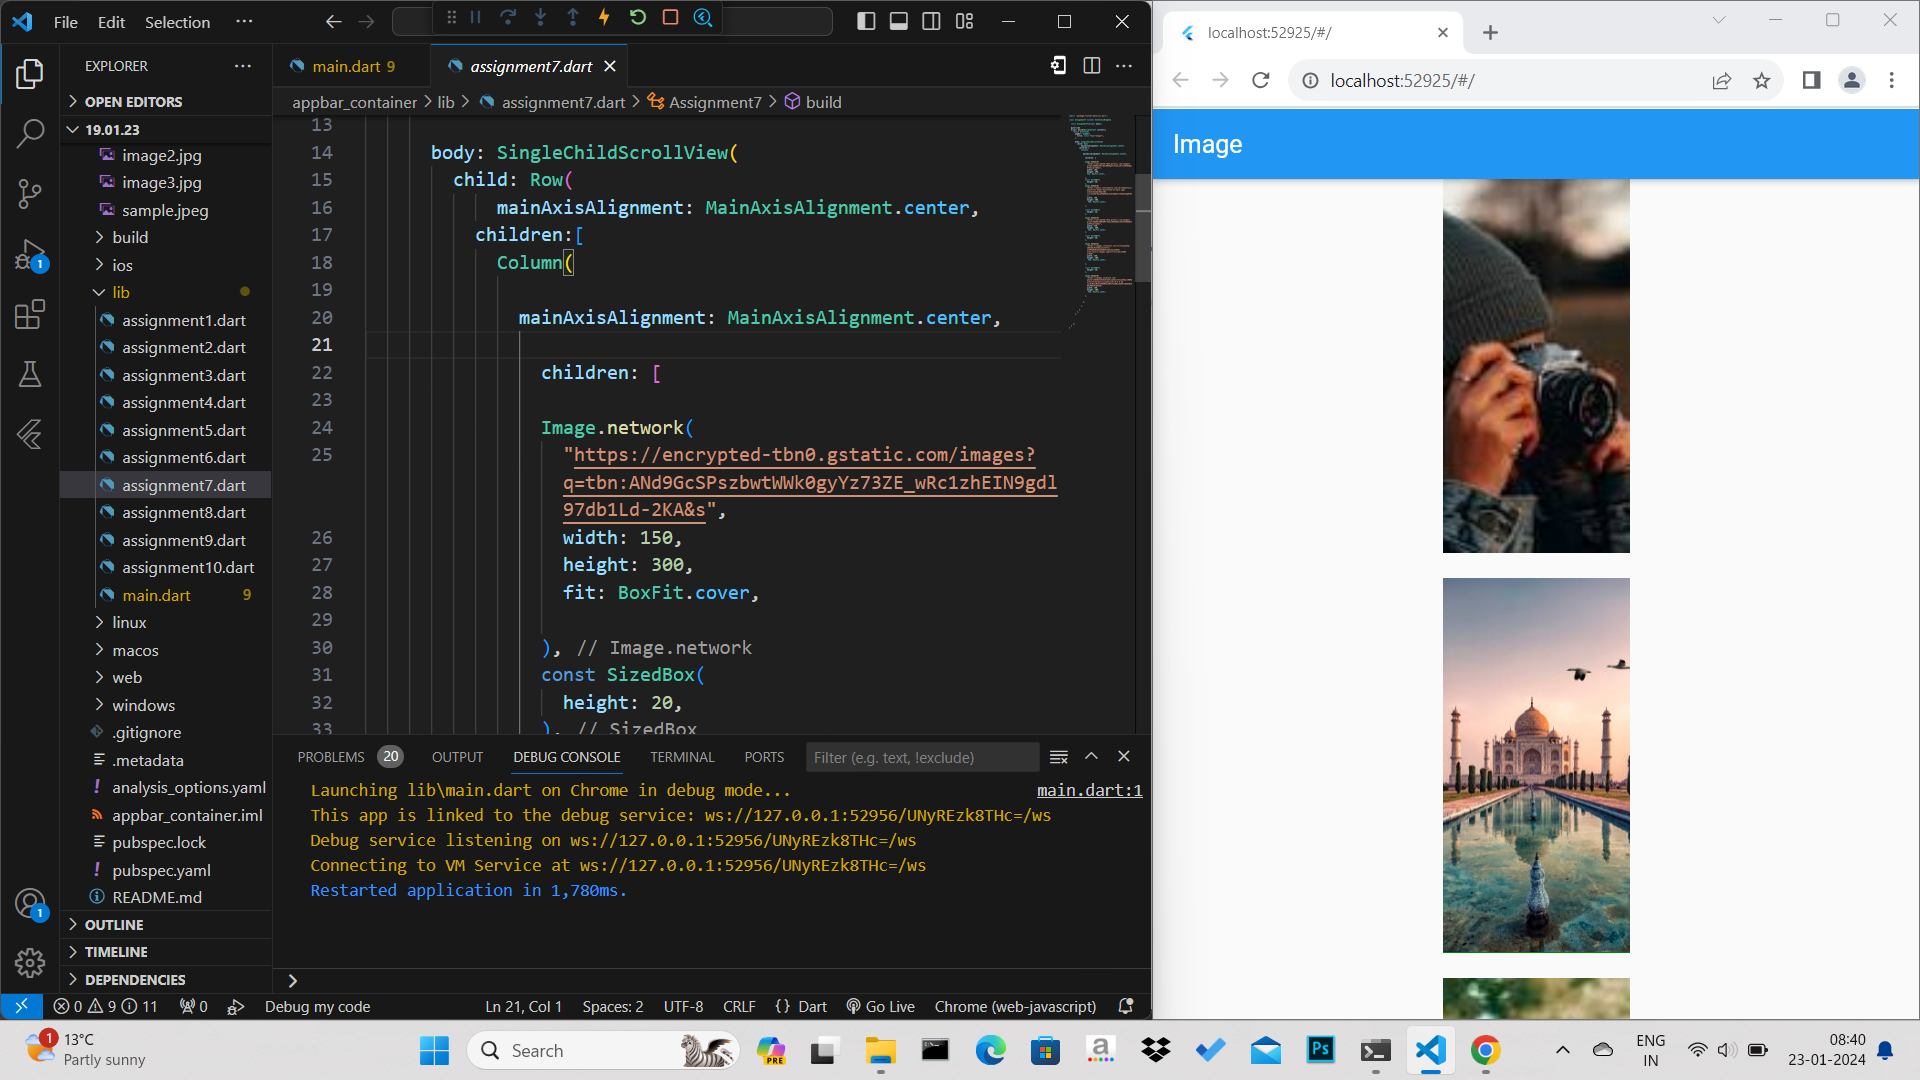 File Edit Selection ···
EXPLORER ···
OPEN EDITORS
19.01.23
image2.jpg
image3.jpg
sample.jpeg
build
ios
lib
assignment1.dart
assignment2.dart
assignment3.dart
assignment4.dart
assignment5.dart
assignment6.dart
assignment7.dart
assignment8.dart
assignment9.dart
assignment10.dart
main.dart 9
linux
macos
web
windows
.gitignore
.metadata
analysis_options.yaml
appbar_container.iml
pubspec.lock
pubspec.yaml
README.md
OUTLINE
TIMELINE
DEPENDENCIES
1
1
main.dart 9
assignment7.dart
appbar_container > lib > assignment7.dart > Assignment7 > build
13
14 body: SingleChildScrollView(
15 child: Row(
16 mainAxisAlignment: MainAxisAlignment.center,
17 children:[
18 Column(
19
20 mainAxisAlignment: MainAxisAlignment.center,
21
22 children: [
23
24 Image.network(
25 "https://encrypted-tbn0.gstatic.com/images?
q=tbn:ANd9GcSPszbwtWWk0gyYz73ZE_wRc1zhEIN9gdl
97db1Ld-2KA&s",
26 width: 150,
27 height: 300,
28 fit: BoxFit.cover,
29
30 ), // Image.network
31 const SizedBox(
32 height: 20,
33 ), // SizedBox
PROBLEMS 20 OUTPUT DEBUG CONSOLE TERMINAL PORTS Filter (e.g. text, !exclude)
Launching lib\main.dart on Chrome in debug mode... main.dart:1
This app is linked to the debug service: ws://127.0.0.1:52956/UNyREzk8THc=/ws
Debug service listening on ws://127.0.0.1:52956/UNyREzk8THc=/ws
Connecting to VM Service at ws://127.0.0.1:52956/UNyREzk8THc=/ws
Restarted application in 1,780ms.
>
0 9 11 0 Debug my code Ln 21, Col 1 Spaces: 2 UTF-8 CRLF {} Dart Go Live Chrome (web-javascript)
localhost:52925/#/
localhost:52925/#/
Image
1
13°C
Partly sunny
Search
PRE
a
Ps
ENG
IN
08:40
23-01-2024